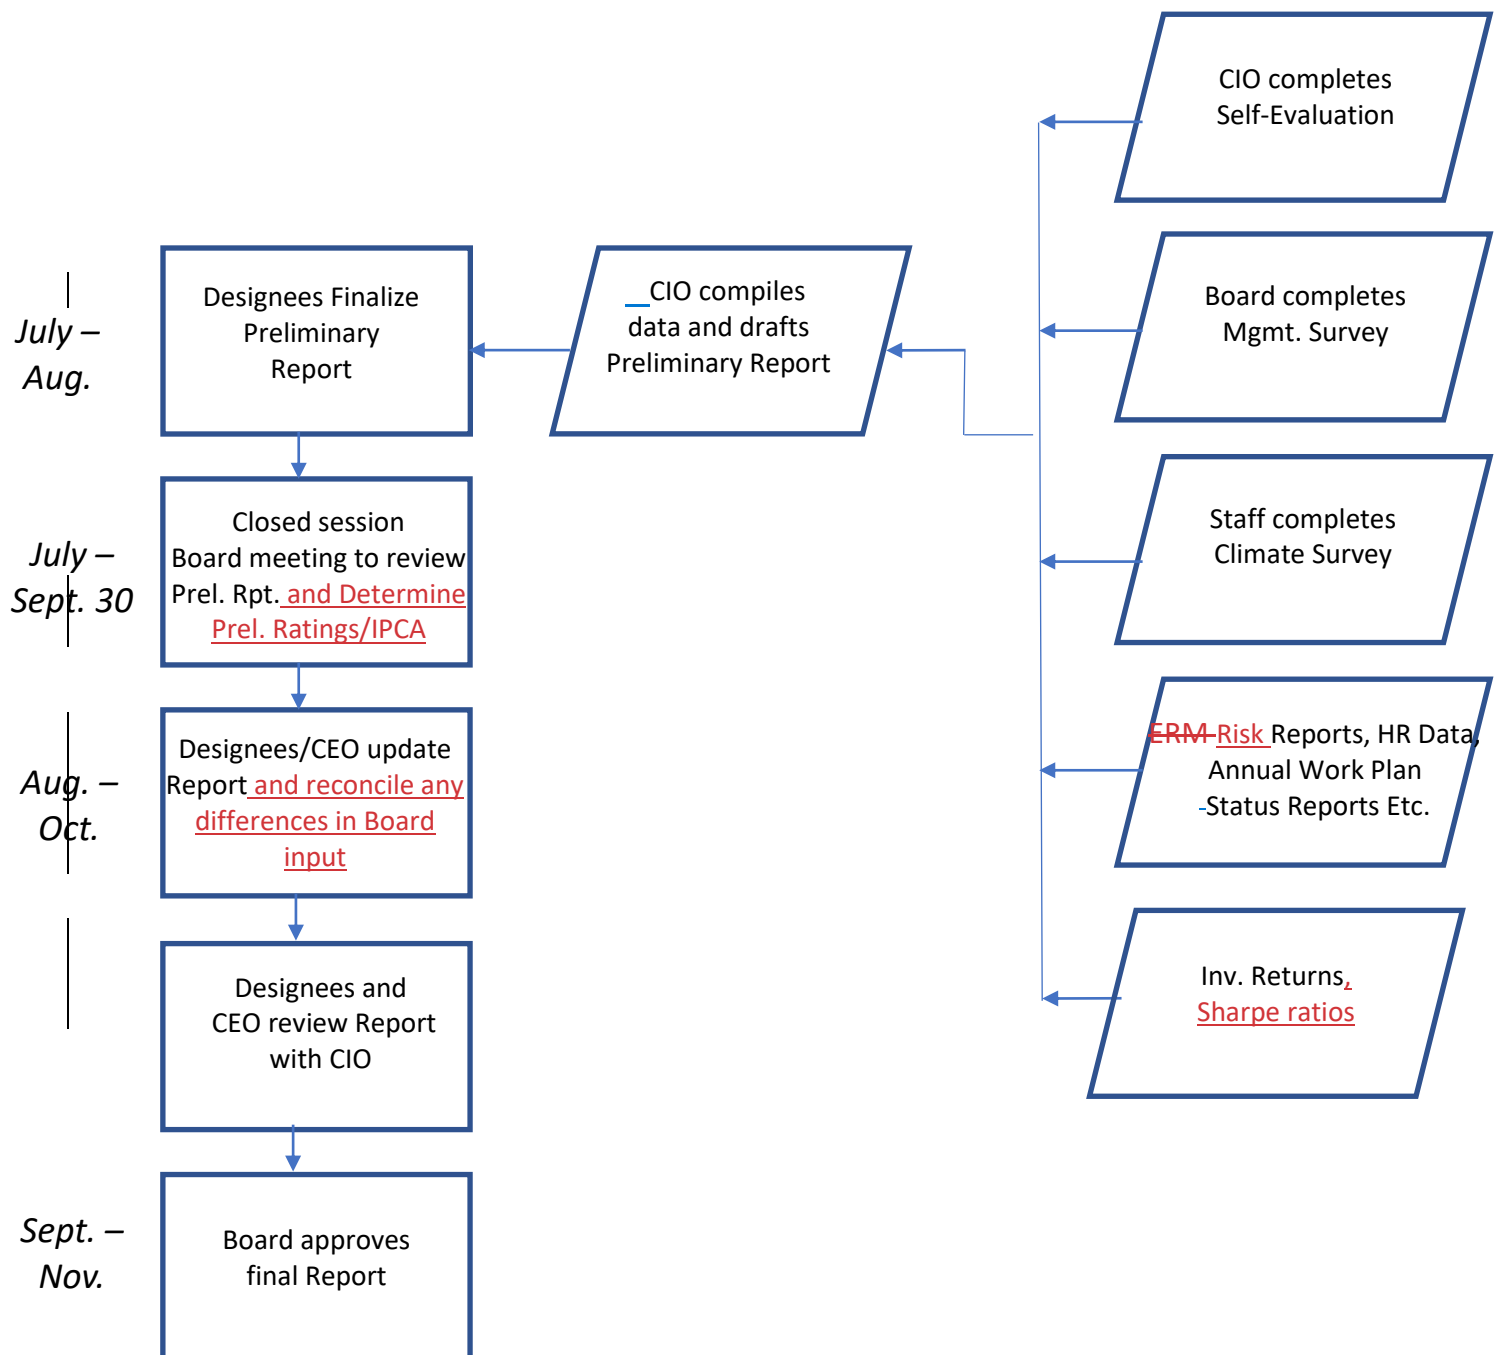 CIO completes
Self-Evaluation
Board completes
Mgmt. Survey
Staff completes
Climate Survey
ERM Risk Reports, HR Data,
Annual Work Plan
-Status Reports Etc.
Inv. Returns,
Sharpe ratios
CIO compiles
data and drafts
Preliminary Report
July –
Aug.
Designees Finalize
Preliminary
Report
July –
Sept. 30
Closed session
Board meeting to review
Prel. Rpt. and Determine
Prel. Ratings/IPCA
Aug. –
Oct.
Designees/CEO update
Report and reconcile any
differences in Board
input
Designees and
CEO review Report
with CIO
Sept. –
Nov.
Board approves
final Report